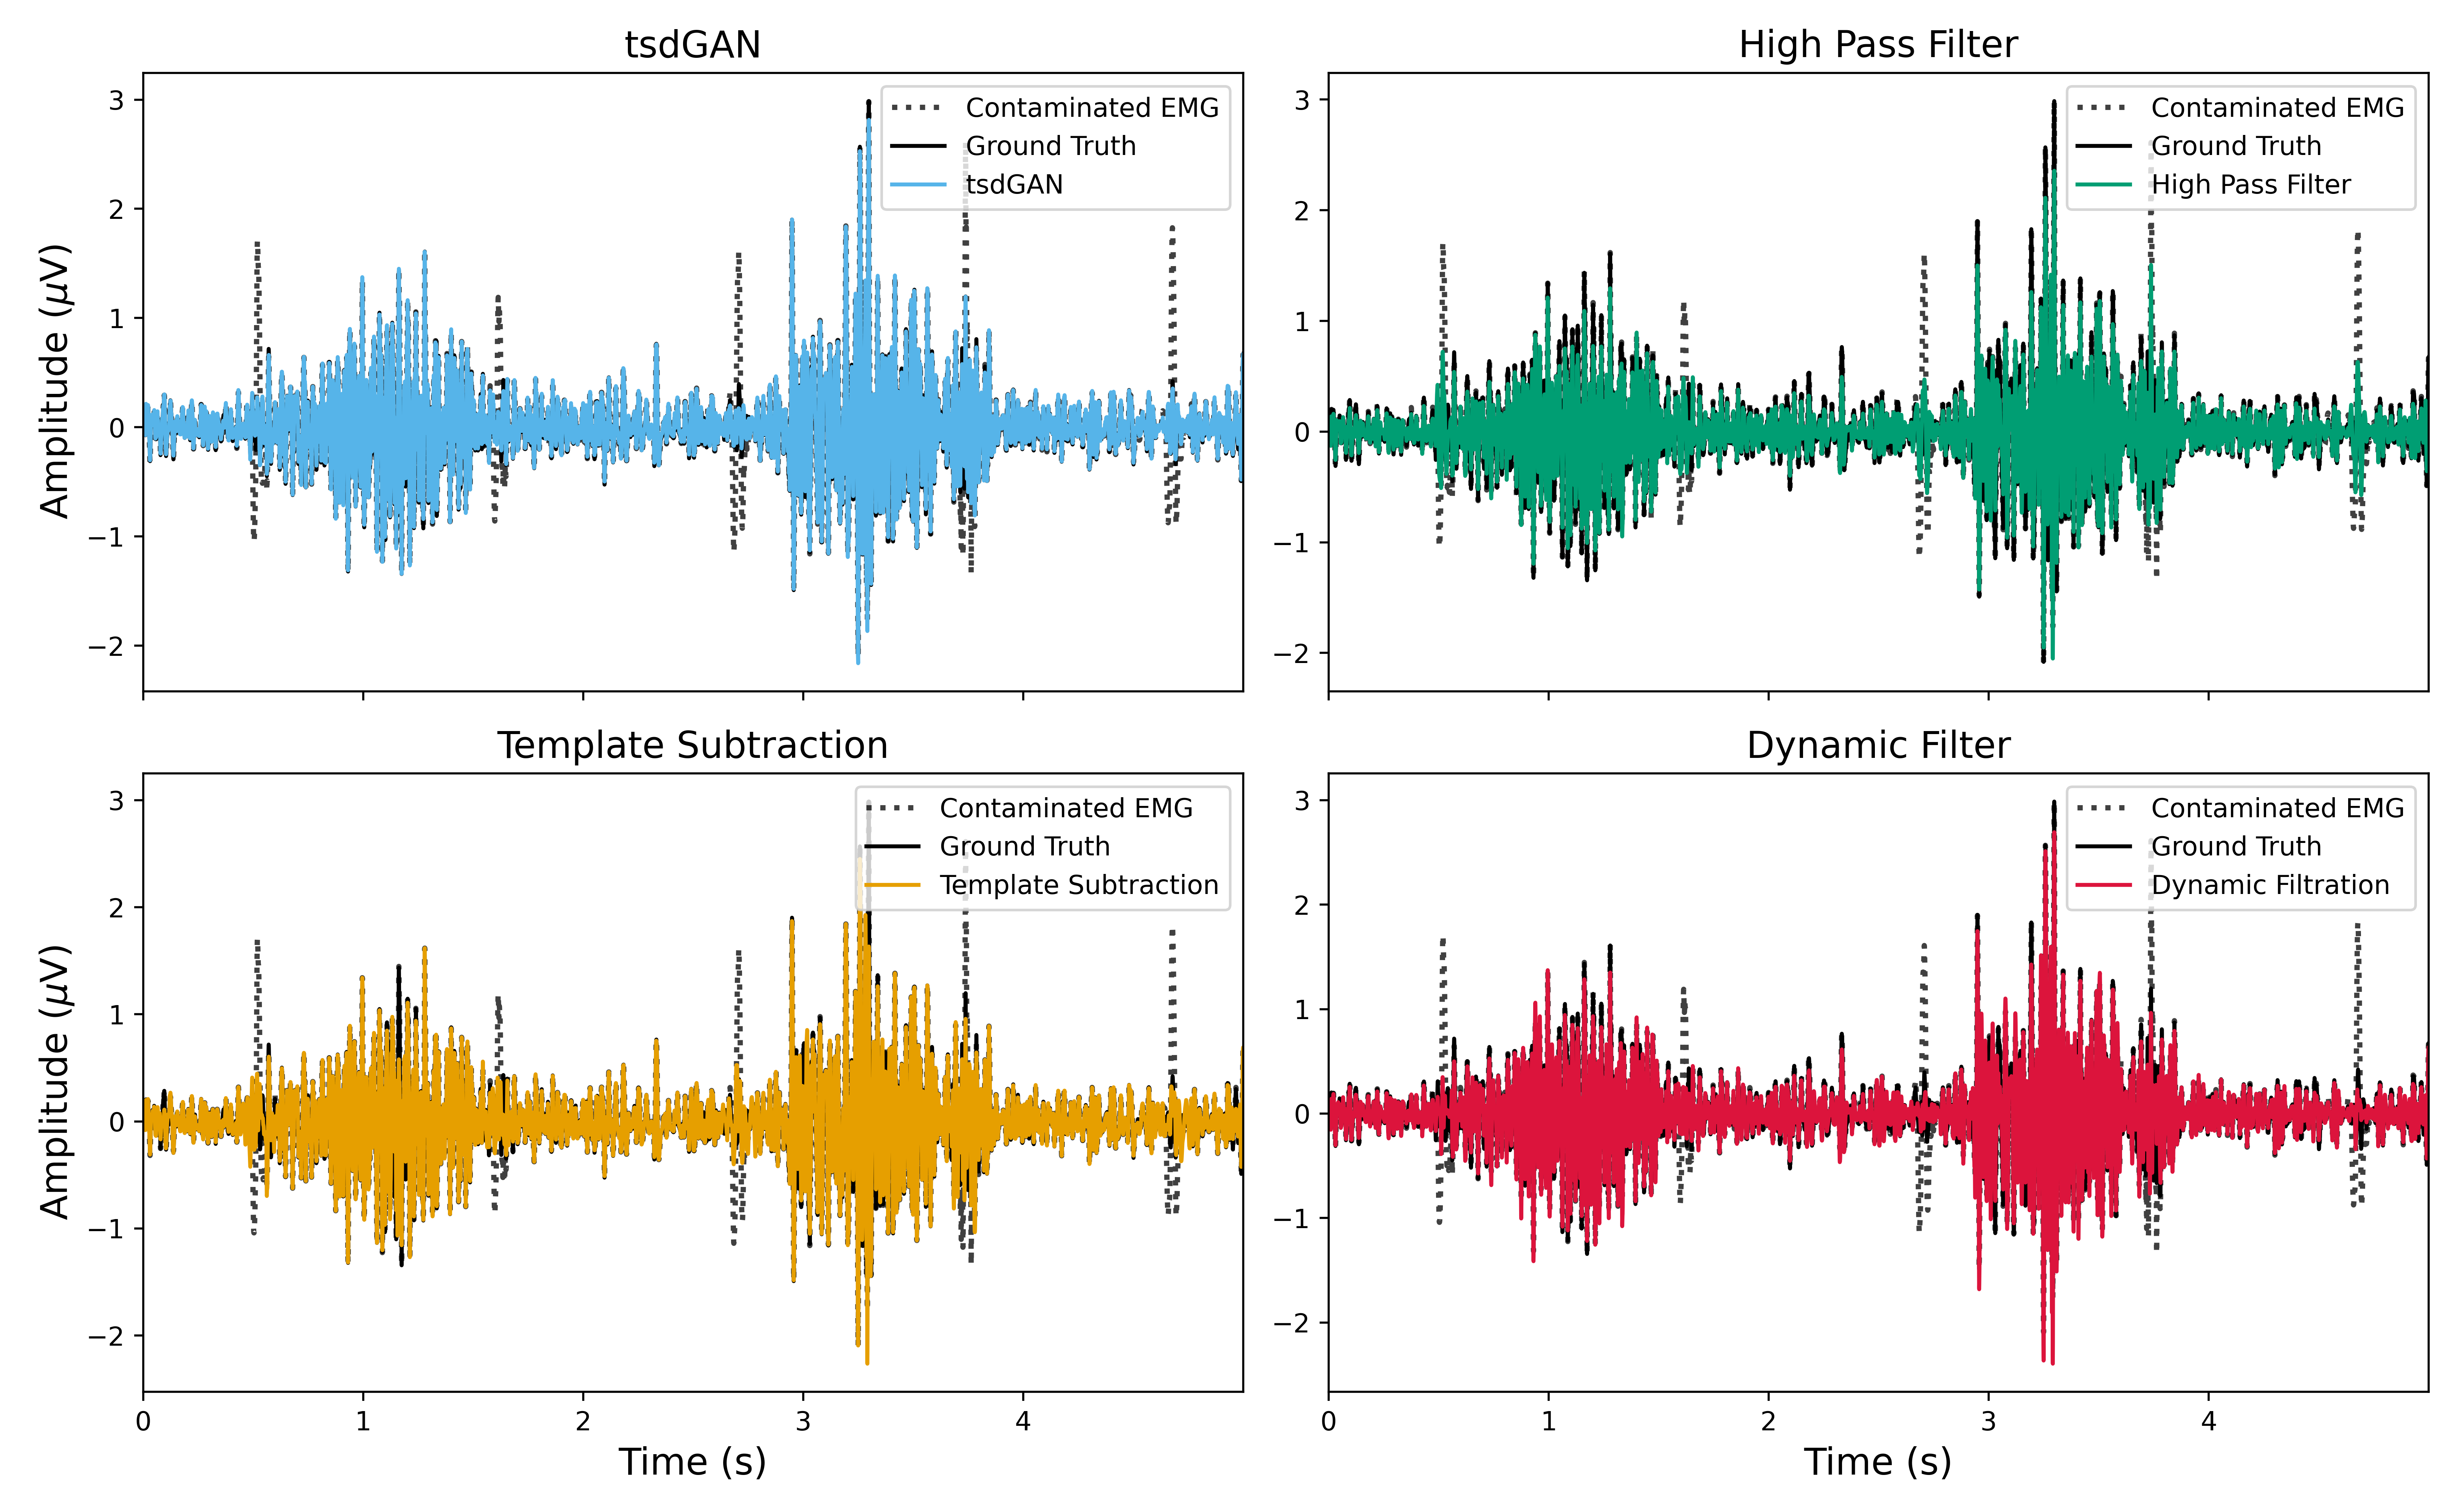 tsdGAN
Amplitude (μV)
3
2
1
0
−1
−2
Contaminated EMG
Ground Truth
tsdGAN
High Pass Filter
3
2
1
0
−1
−2
Contaminated EMG
Ground Truth
High Pass Filter
Template Subtraction
Amplitude (μV)
3
2
1
0
−1
−2
Contaminated EMG
Ground Truth
Template Subtraction
0 1 2 3 4
Time (s)
Dynamic Filter
3
2
1
0
−1
−2
Contaminated EMG
Ground Truth
Dynamic Filtration
0 1 2 3 4
Time (s)